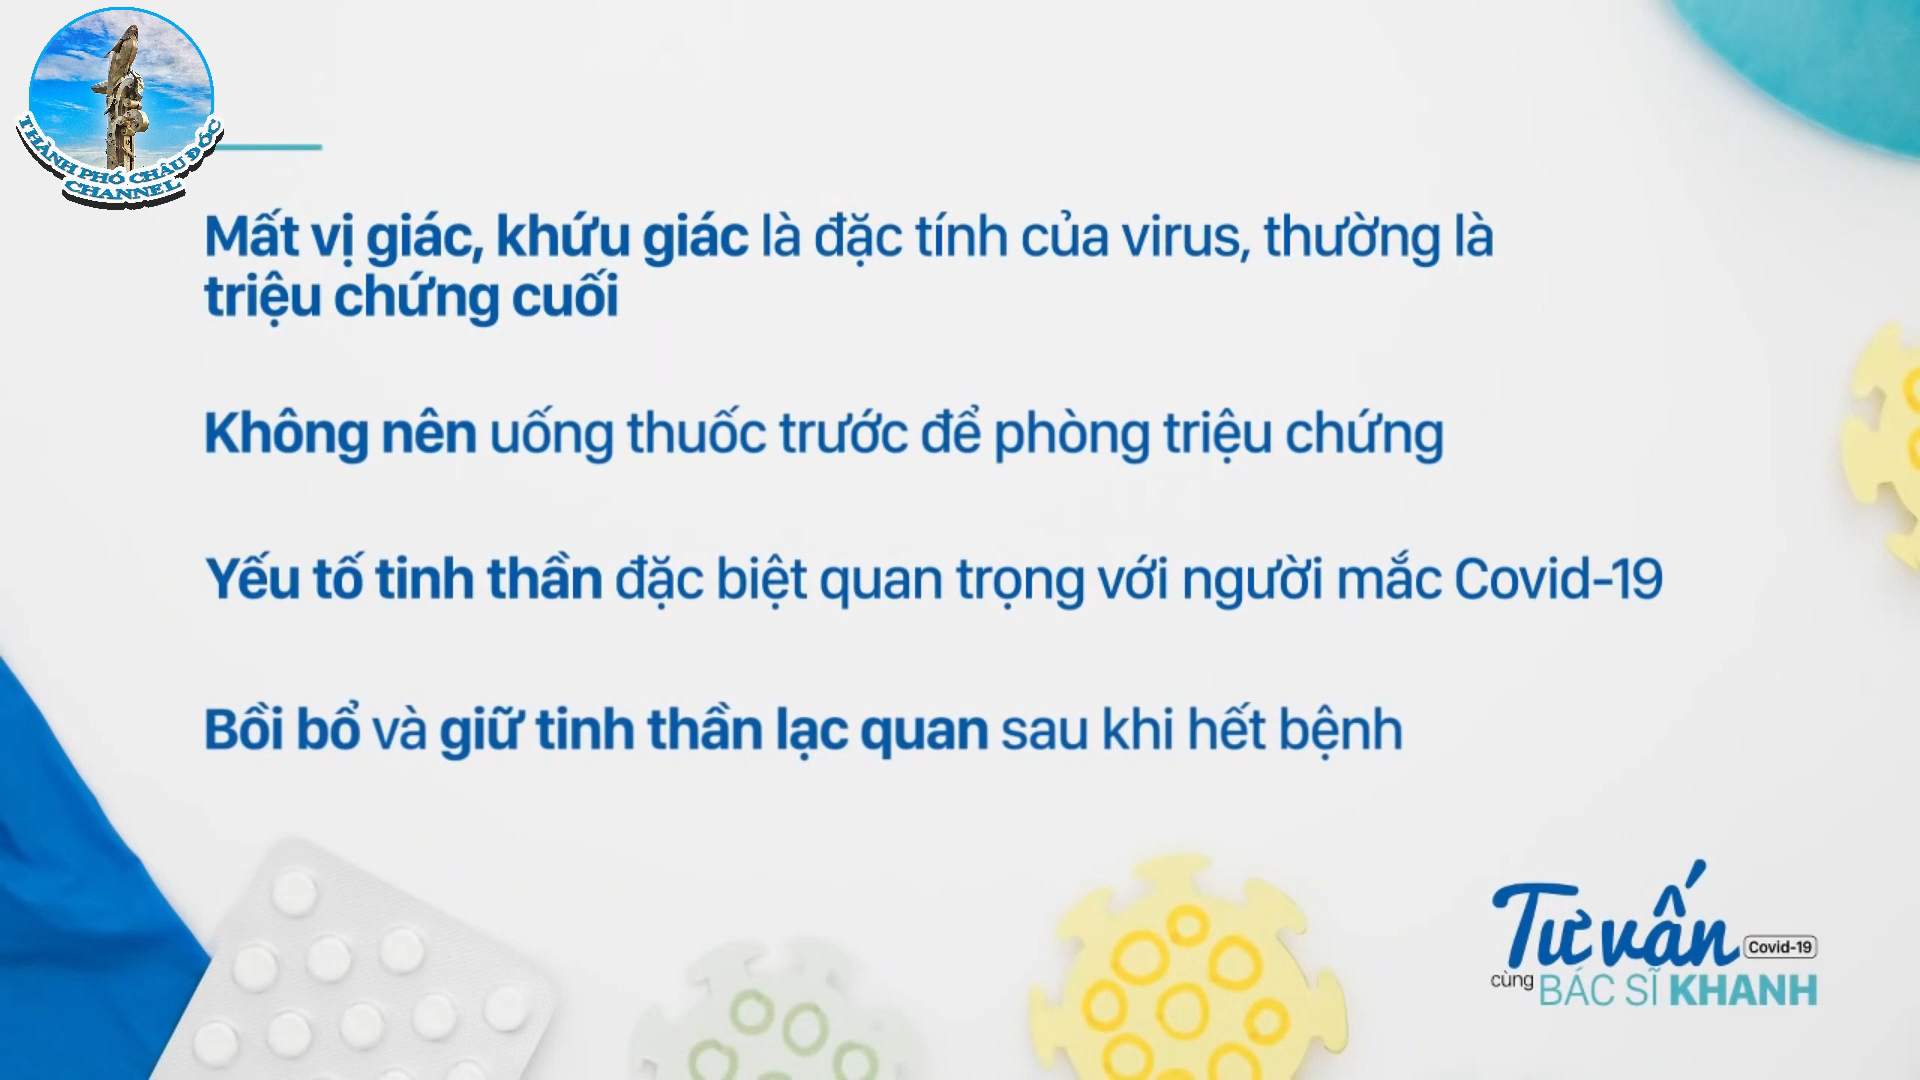 THÀNH PHỐ CHÂU ĐỐC
CHANNEL
Mất vị giác, khứu giác là đặc tính của virus, thường là
triệu chứng cuối
Không nên uống thuốc trước để phòng triệu chứng
Yếu tố tinh thần đặc biệt quan trọng với người mắc Covid-19
Bồi bổ và giữ tinh thần lạc quan sau khi hết bệnh
Tư vấn Covid-19
cùng BÁC SĨ KHANH